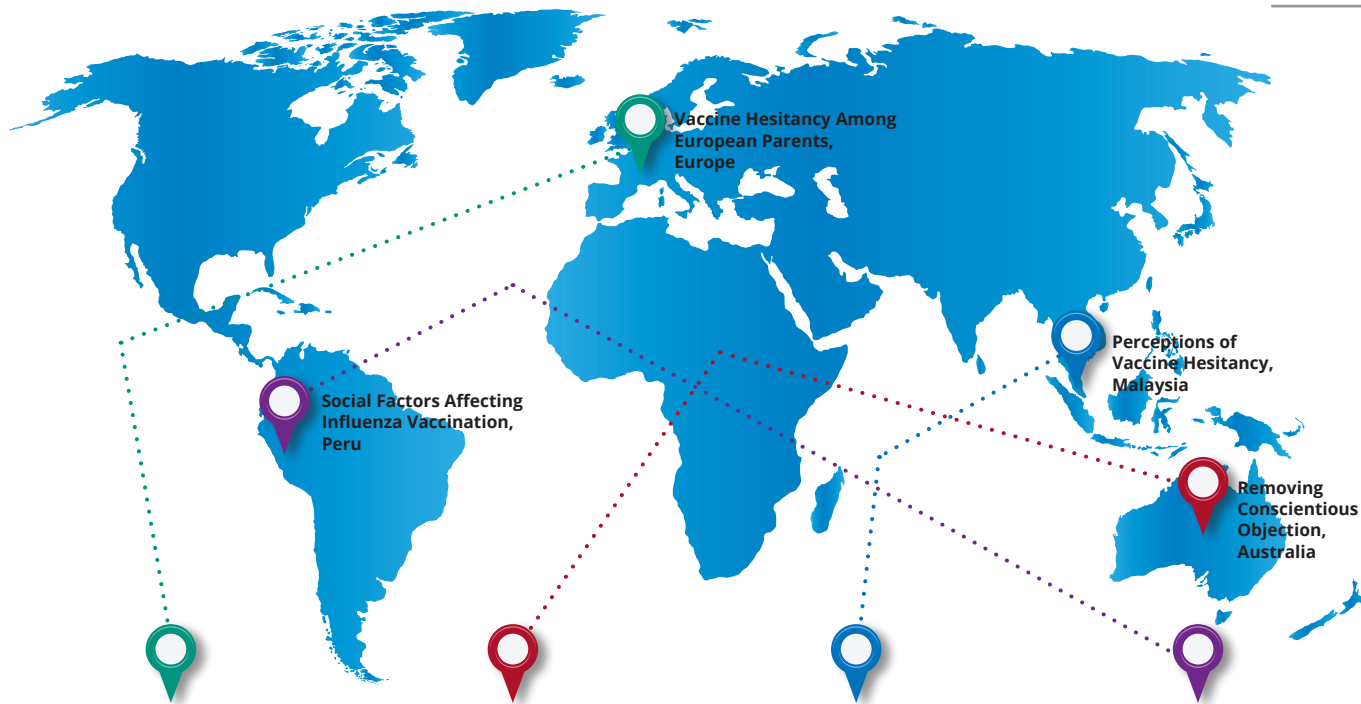 Vaccine Hesitancy Among
European Parents,
Europe
Perceptions of
Vaccine Hesitancy,
Malaysia
Social Factors Affecting
Influenza Vaccination,
Peru
Removing
Conscientious
Objection,
Australia